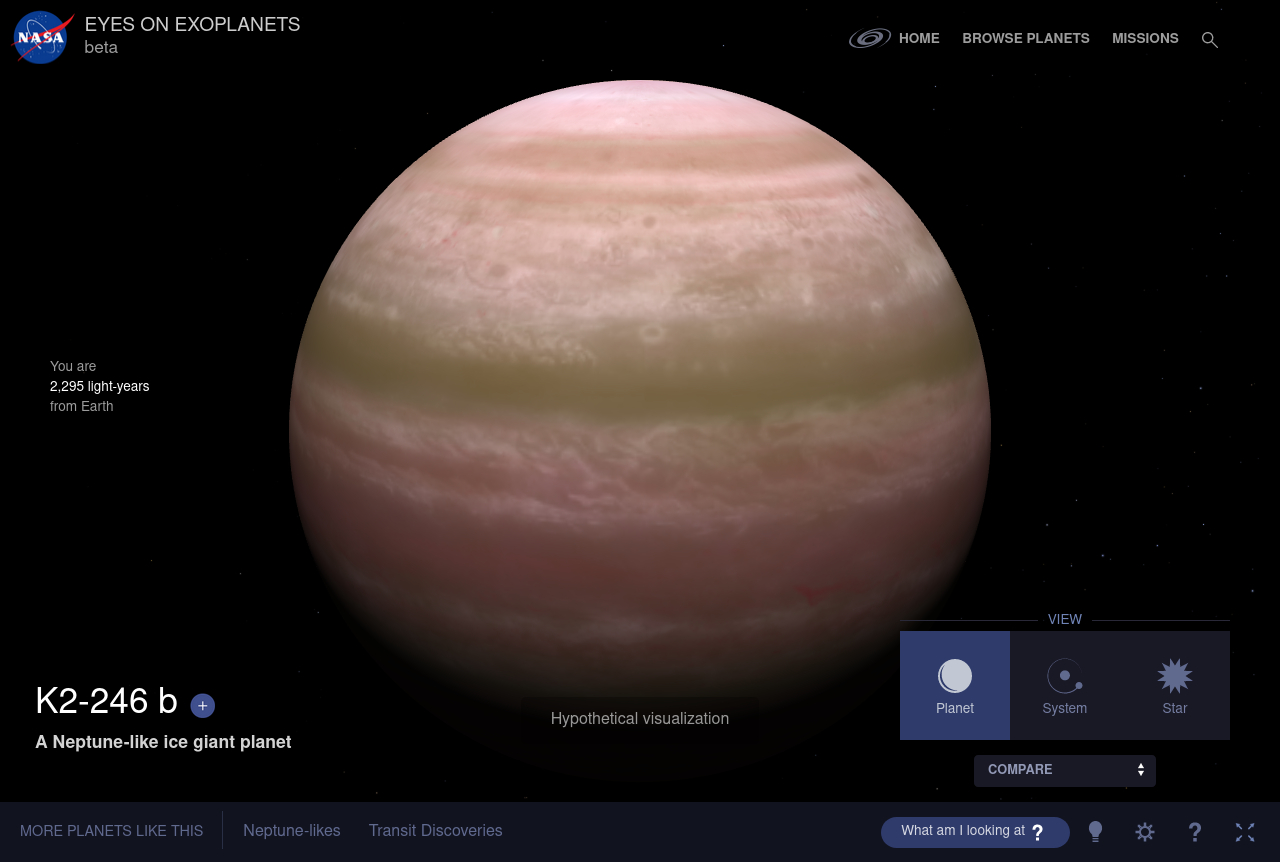 NASA
EYES ON EXOPLANETS
beta
HOME
BROWSE PLANETS
MISSIONS
You are
2,295 light-years
from Earth
VIEW
Planet
System
Star
K2-246 b +
A Neptune-like ice giant planet
Hypothetical visualization
COMPARE
MORE PLANETS LIKE THIS
Neptune-likes
Transit Discoveries
What am I looking at ?
?